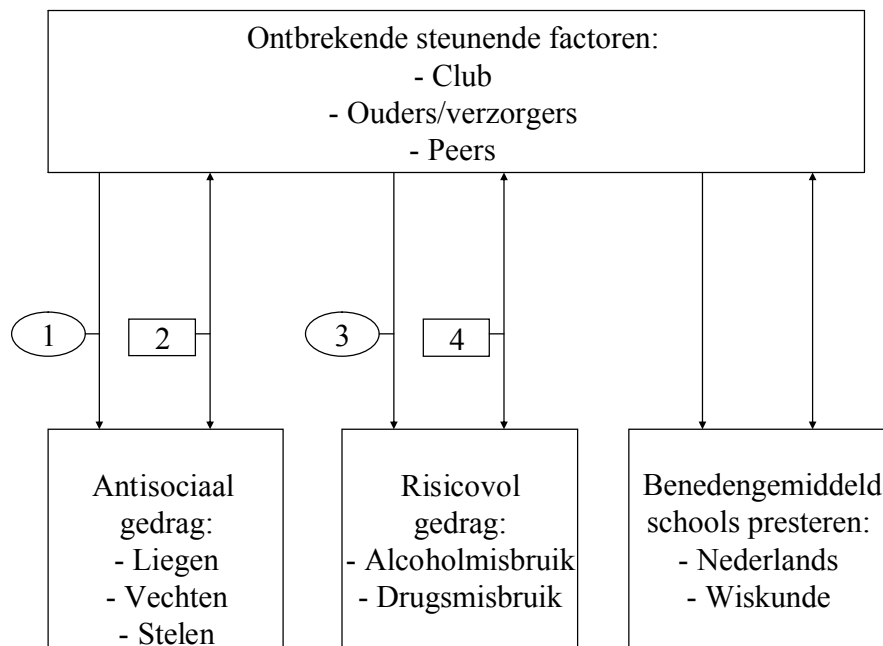 Ontbrekende steunende factoren:
- Club
- Ouders/verzorgers
- Peers
1
2
3
4
Antisociaal
gedrag:
- Liegen
- Vechten
- Stelen
Risicovol
gedrag:
- Alcoholmisbruik
- Drugsmisbruik
Benedengemiddeld
schools presteren:
- Nederlands
- Wiskunde